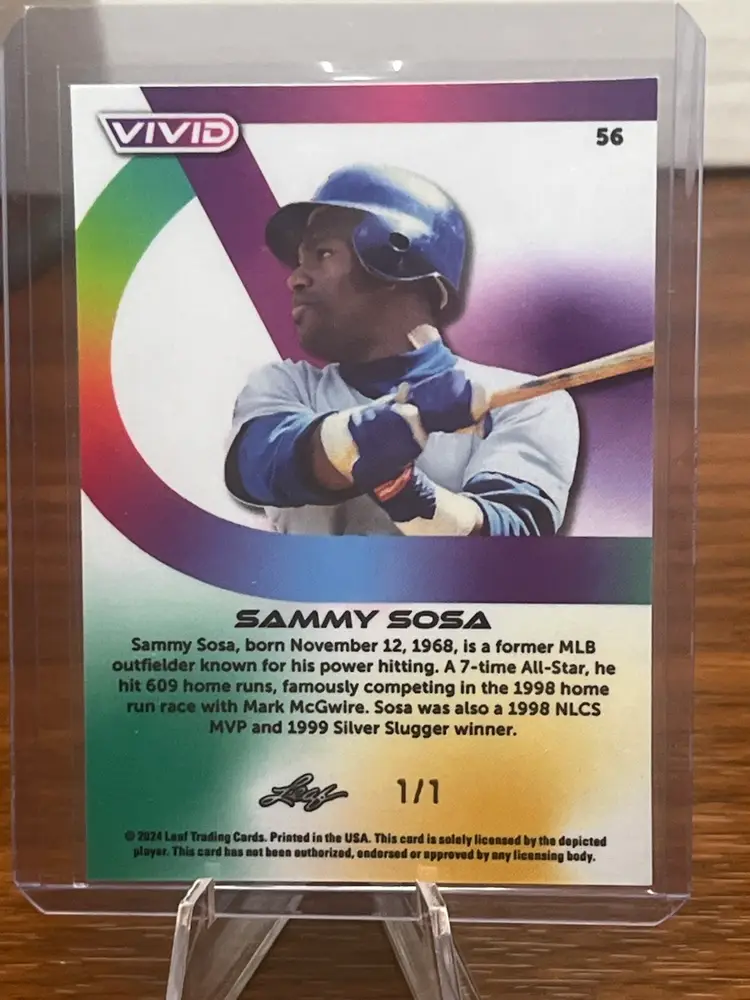 VIVID
56
SAMMY SOSA
Sammy Sosa, born November 12, 1968, is a former MLB
outfielder known for his power hitting. A 7-time All-Star, he
hit 609 home runs, famously competing in the 1998 home
run race with Mark McGwire. Sosa was also a 1998 NLCS
MVP and 1999 Silver Slugger winner.
Leaf 1/1
© 2024 Leaf Trading Cards. Printed in the USA. This card is solely licensed by the depicted
player. This card has not been authorized, endorsed or approved by any licensing body.